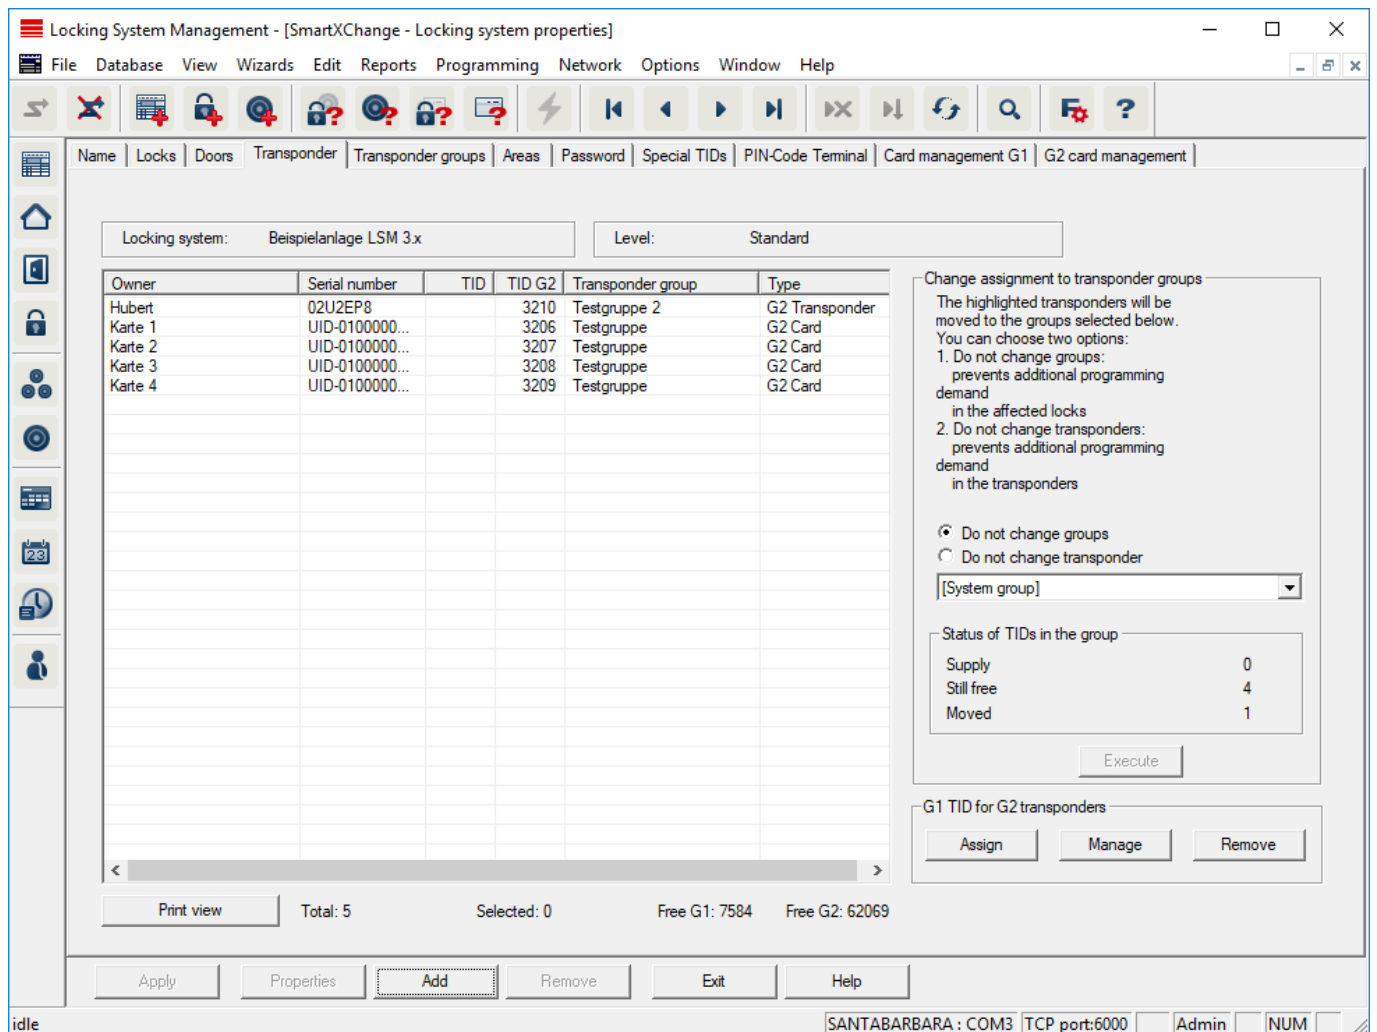 Locking System Management - [SmartXChange - Locking system properties]
File Database View Wizards Edit Reports Programming Network Options Window Help
Name Locks Doors Transponder Transponder groups Areas Password Special TIDs PIN-Code Terminal Card management G1 G2 card management
Locking system: Beispielanlage LSM 3.x Level: Standard
Owner Serial number TID TID G2 Transponder group Type
Hubert 02U2EP8 3210 Testgruppe 2 G2 Transponder
Karte 1 UID-0100000... 3206 Testgruppe G2 Card
Karte 2 UID-0100000... 3207 Testgruppe G2 Card
Karte 3 UID-0100000... 3208 Testgruppe G2 Card
Karte 4 UID-0100000... 3209 Testgruppe G2 Card
Change assignment to transponder groups
The highlighted transponders will be
moved to the groups selected below.
You can choose two options:
1. Do not change groups:
prevents additional programming
demand
in the affected locks
2. Do not change transponders:
prevents additional programming
demand
in the transponders
Do not change groups
Do not change transponder
[System group]
Status of TIDs in the group
Supply 0
Still free 4
Moved 1
Execute
G1 TID for G2 transponders
Assign Manage Remove
Print view Total: 5 Selected: 0 Free G1: 7584 Free G2: 62069
Apply Properties Add Remove Exit Help
idle SANTABARBARA : COM3 TCP port:6000 Admin NUM
23